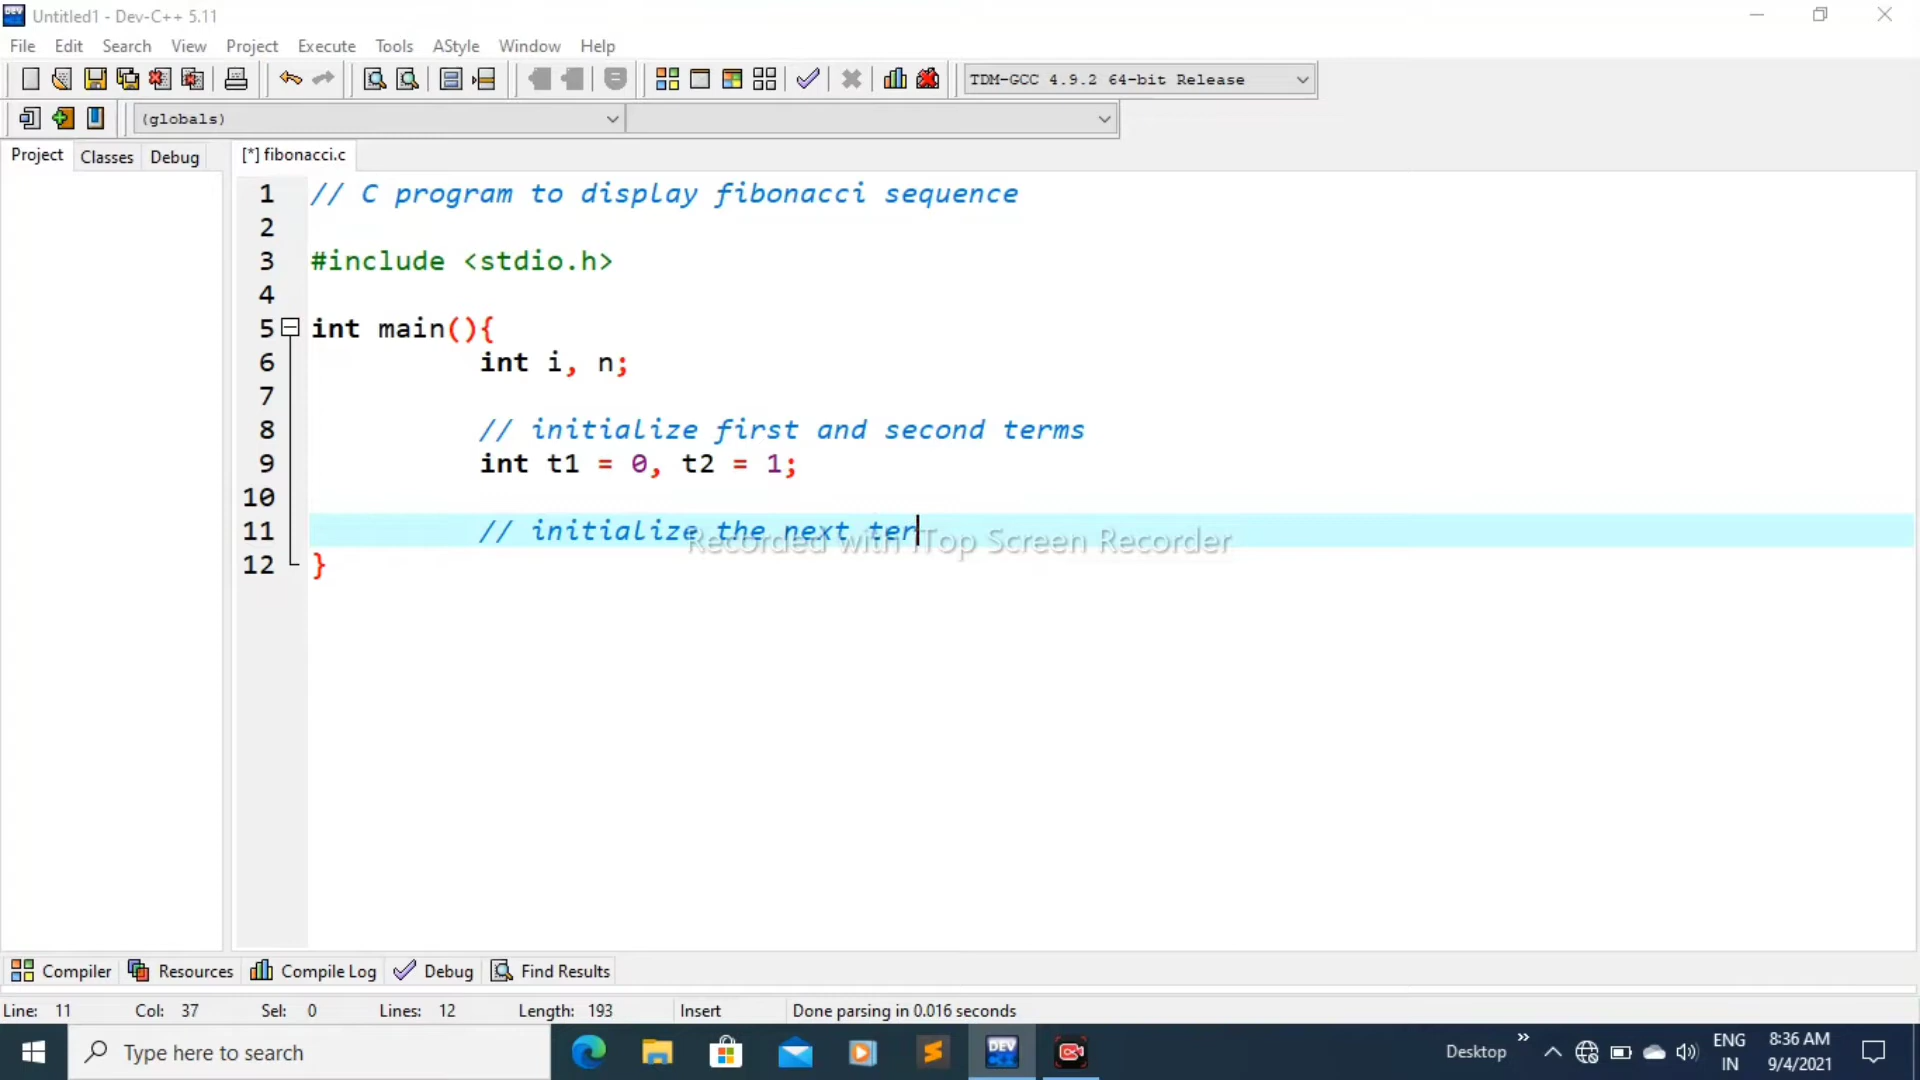 Untitled1 - Dev-C++ 5.11
File Edit Search View Project Execute Tools AStyle Window Help
TDM-GCC 4.9.2 64-bit Release
(globals)
Project Classes Debug [*] fibonacci.c
1 // C program to display fibonacci sequence
2
3 #include <stdio.h>
4
5 int main(){
6 int i, n;
7
8 // initialize first and second terms
9 int t1 = 0, t2 = 1;
10
11 // initialize the next ter
Recorded with iTop Screen Recorder
12 }
Compiler Resources Compile Log Debug Find Results
Line: 11 Col: 37 Sel: 0 Lines: 12 Length: 193 Insert Done parsing in 0.016 seconds
Type here to search DEV Desktop ENG 8:36 AM
IN 9/4/2021